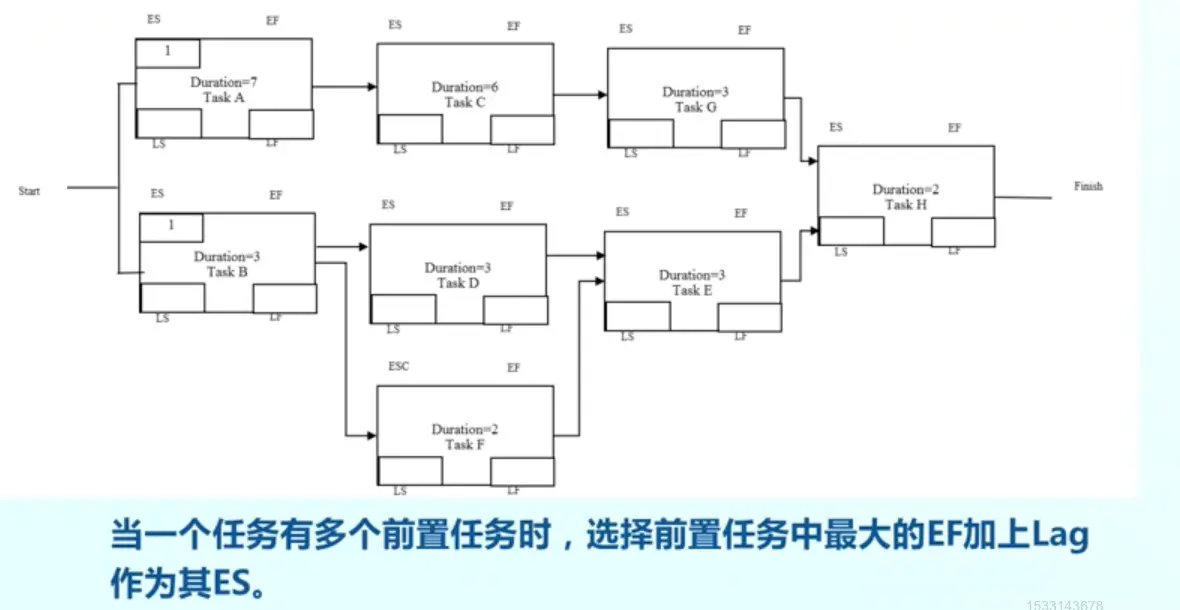 ES EF
1
Duration=7
Task A
LS LF
ES EF
Duration=6
Task C
LS LF
ES EF
Duration=3
Task G
LS LF
ES EF
Duration=2
Task H
LS LF
Start
Finish
ES EF
1
Duration=3
Task B
LS LF
ES EF
Duration=3
Task D
LS LF
ES EF
Duration=3
Task E
LS LF
ESC EF
Duration=2
Task F
LS LF
当一个任务有多个前置任务时，选择前置任务中最大的EF加上Lag
作为其ES。
1533143678